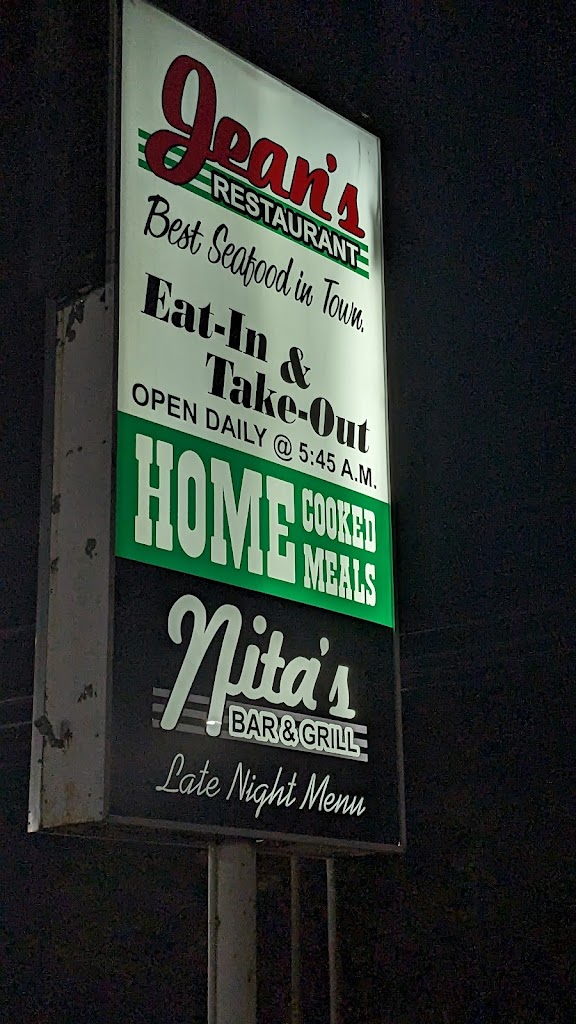 Jean's
RESTAURANT
Best Seafood in Town.
Eat-In &
Take-Out
OPEN DAILY @ 5:45 A.M.
HOME COOKED
MEALS
Nita's
BAR & GRILL
Late Night Menu